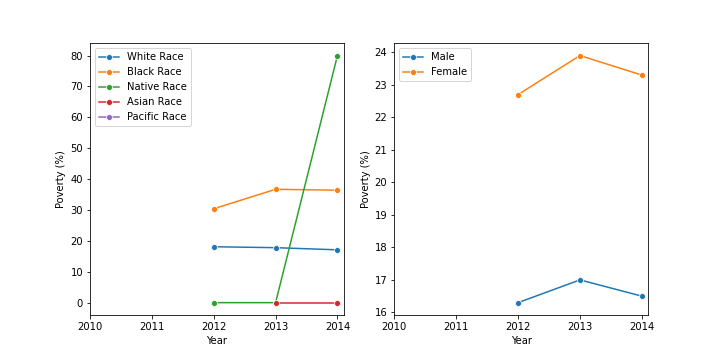 80
70
60
50
40
30
20
10
0
Poverty (%)
White Race
Black Race
Native Race
Asian Race
Pacific Race
2010 2011 2012 2013 2014
Year
24
23
22
21
20
19
18
17
16
Poverty (%)
Male
Female
2010 2011 2012 2013 2014
Year